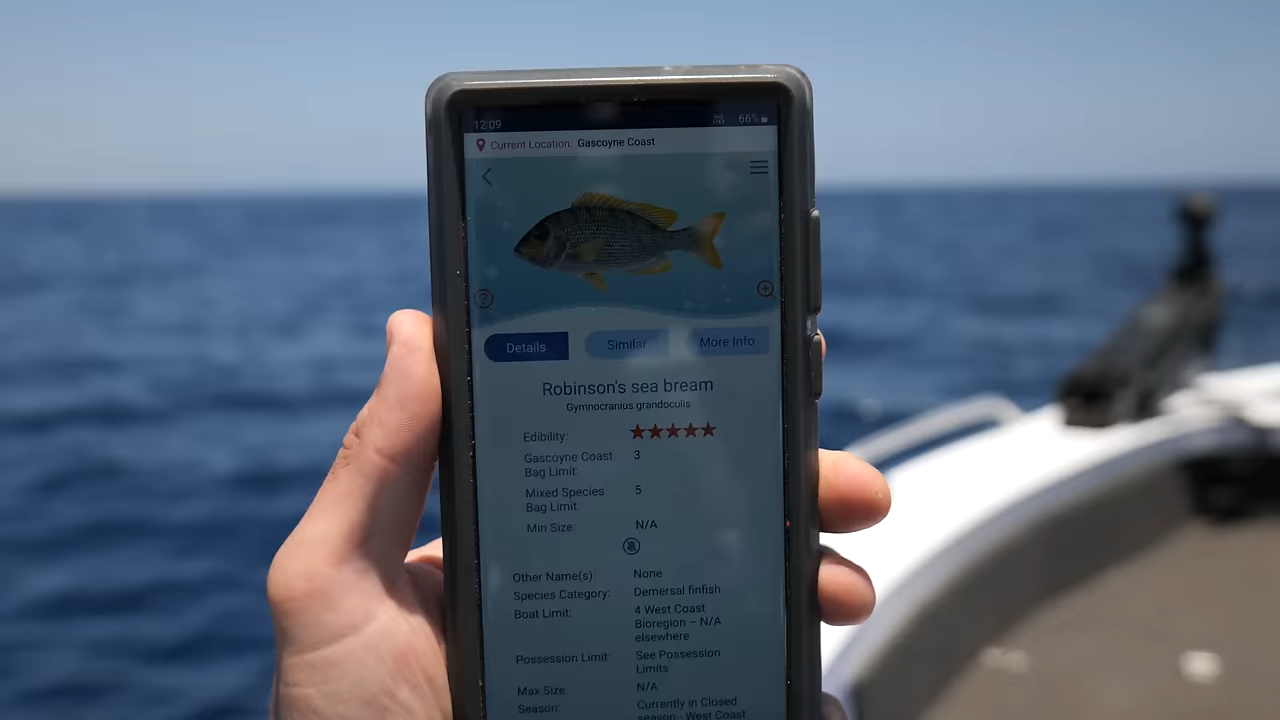 12:09
66%
Current Location: Gascoyne Coast
Details
Similar
More Info
Robinson's sea bream
Gymnocranius grandoculis
Edibility: ★★★★★
Gascoyne Coast 3
Bag Limit:
Mixed Species 5
Bag Limit:
Min Size: N/A
Other Name(s): None
Species Category: Demersal finfish
Boat Limit: 4 West Coast
Bioregion – N/A
elsewhere
Possession Limit: See Possession
Limits
Max Size: N/A
Season: Currently in Closed
season - West Coast